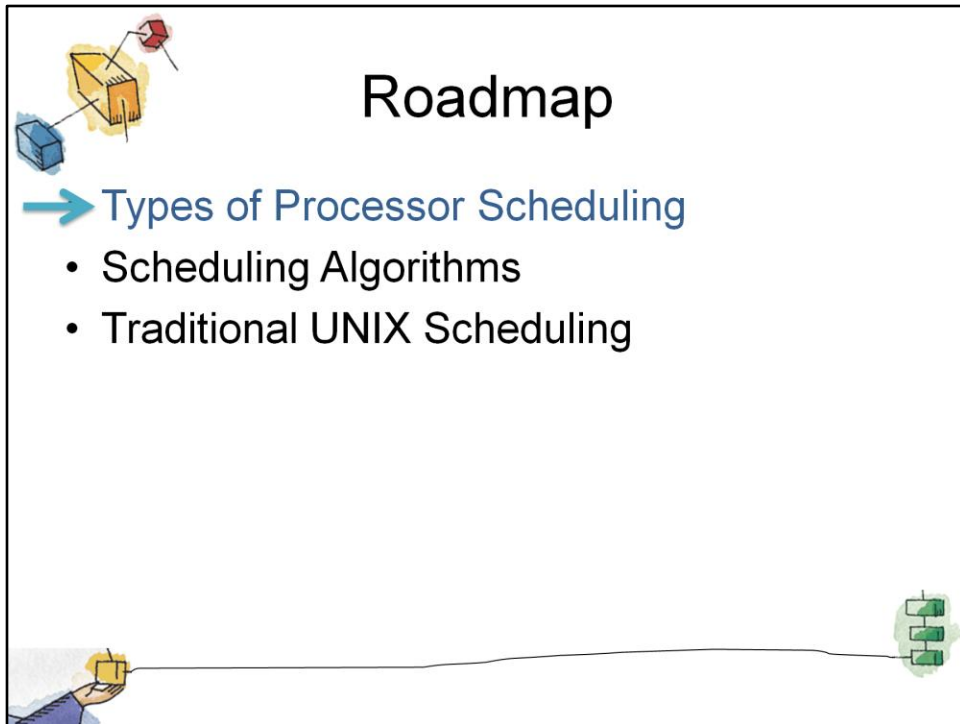 Roadmap
Types of Processor Scheduling
• Scheduling Algorithms
• Traditional UNIX Scheduling